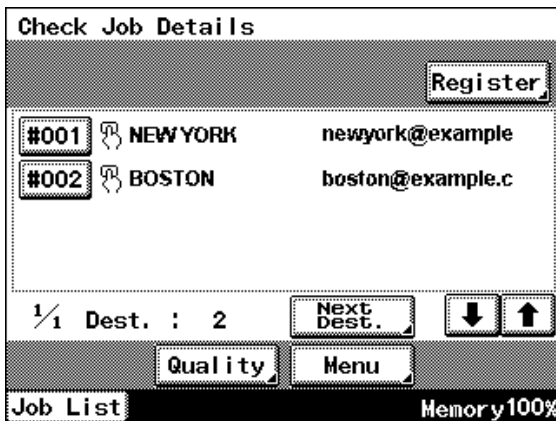 Check Job Details
Register
#001 NEW YORK newyork@example
#002 BOSTON boston@example.c
1/1 Dest. : 2 Next Dest.
Quality Menu
Job List Memory100%